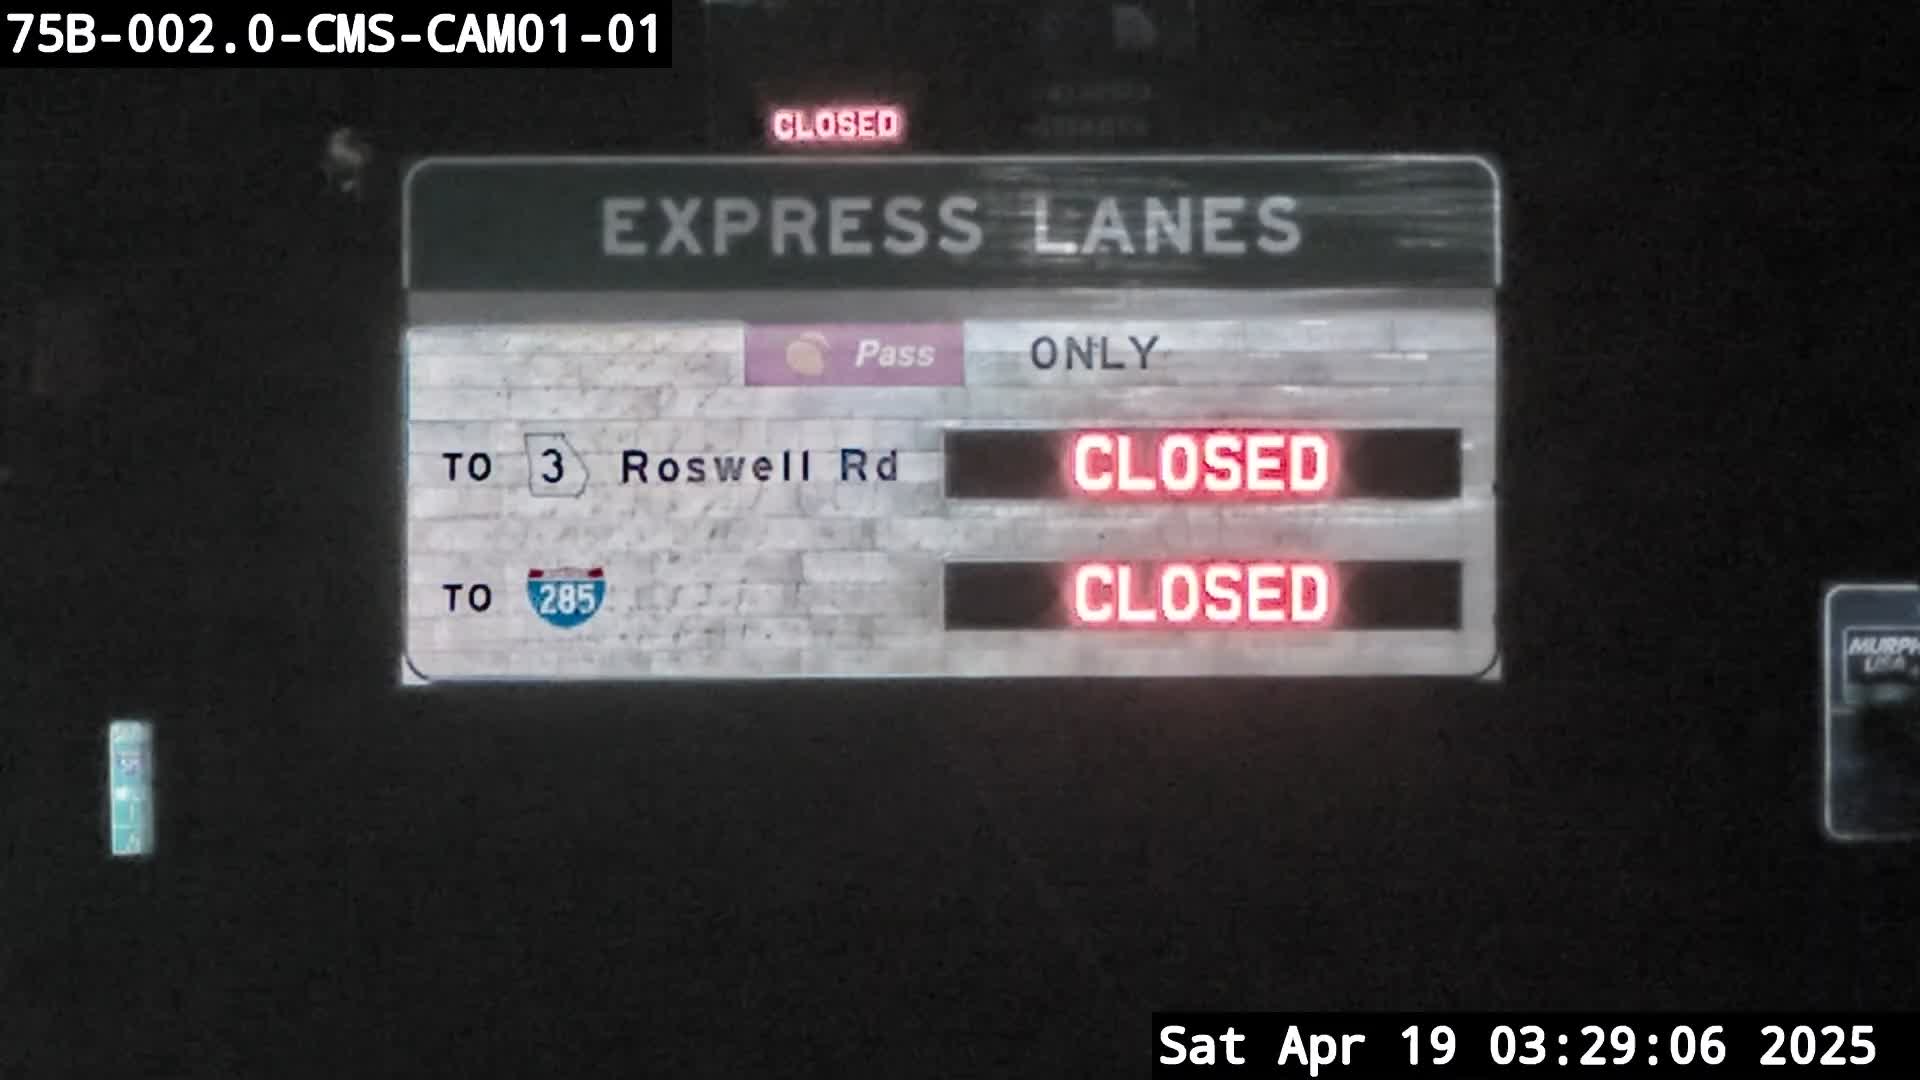 75B-002.0-CMS-CAM01-01
CLOSED
EXPRESS LANES
Pass ONLY
TO 3 Roswell Rd CLOSED
TO 285 CLOSED
Sat Apr 19 03:29:06 2025